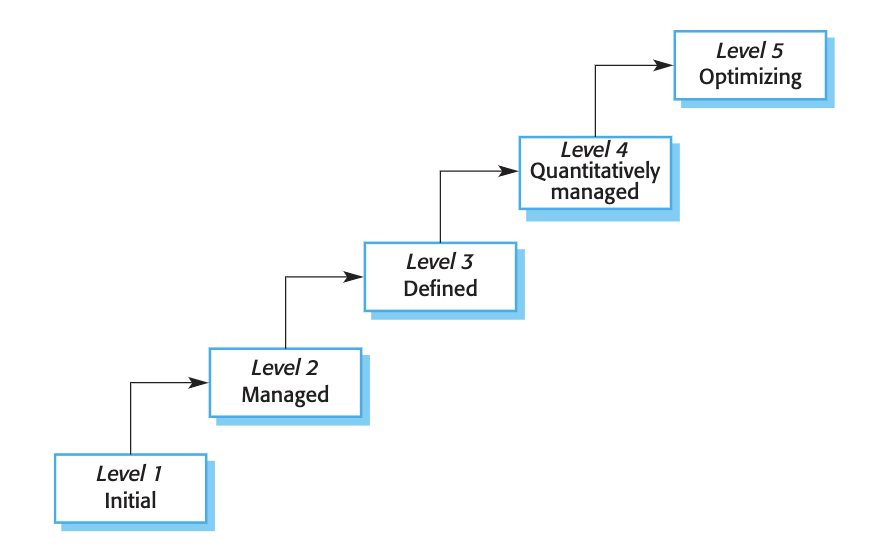 Level 5
Optimizing
Level 4
Quantitatively
managed
Level 3
Defined
Level 2
Managed
Level 1
Initial